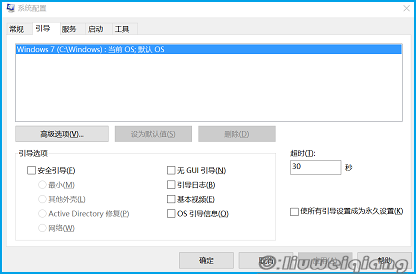 系统配置
常规 引导 服务 启动 工具
Windows 7 (C:\Windows) : 当前 OS; 默认 OS
高级选项(V)... 设为默认值(S) 删除(D)
引导选项
超时(T):
安全引导(F) 无 GUI 引导(N)
30 秒
最小(M) 引导日志(B)
其他外壳(L) 基本视频(E)
Active Directory 修复(P) OS 引导信息(O)
使所有引导设置成为永久设置(K)
网络(W)
确定 取消 帮助